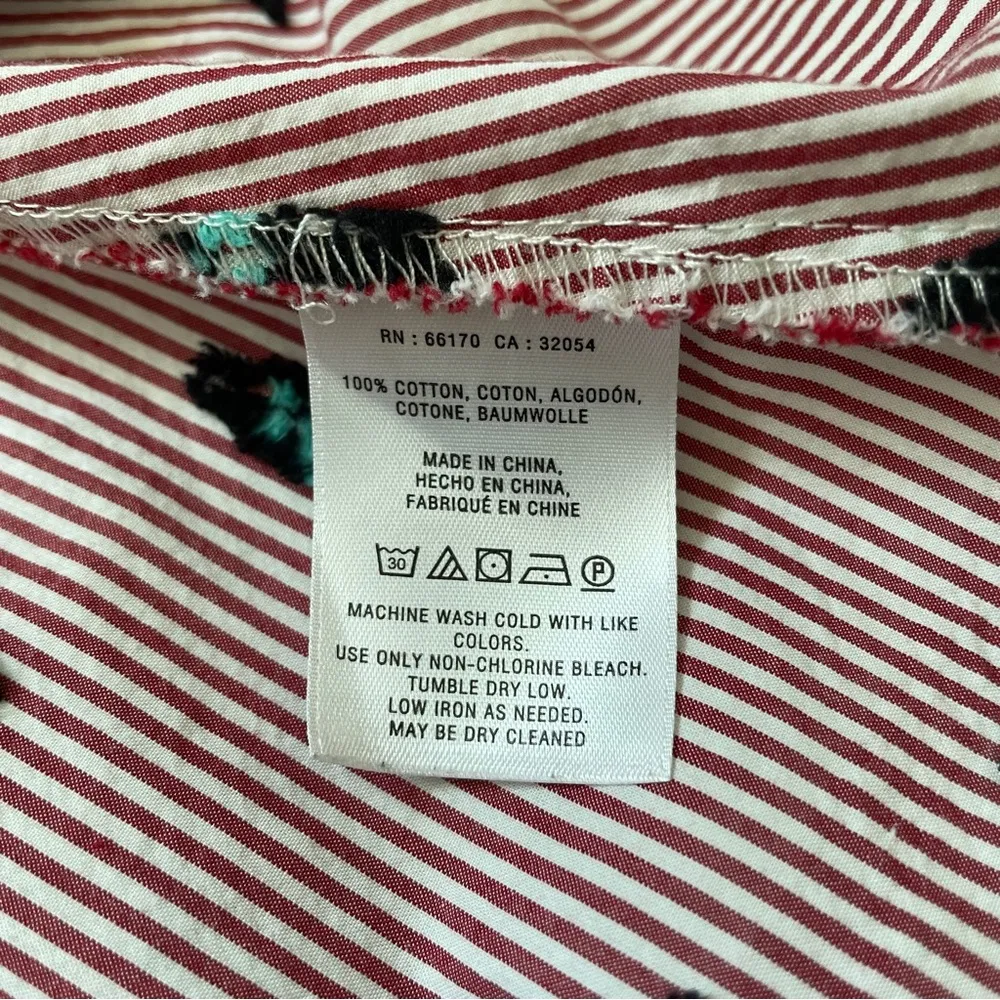 RN : 66170 CA : 32054
100% COTTON, COTON, ALGODÓN,
COTONE, BAUMWOLLE
MADE IN CHINA,
HECHO EN CHINA,
FABRIQUÉ EN CHINE
30 P
MACHINE WASH COLD WITH LIKE
COLORS.
USE ONLY NON-CHLORINE BLEACH.
TUMBLE DRY LOW.
LOW IRON AS NEEDED.
MAY BE DRY CLEANED